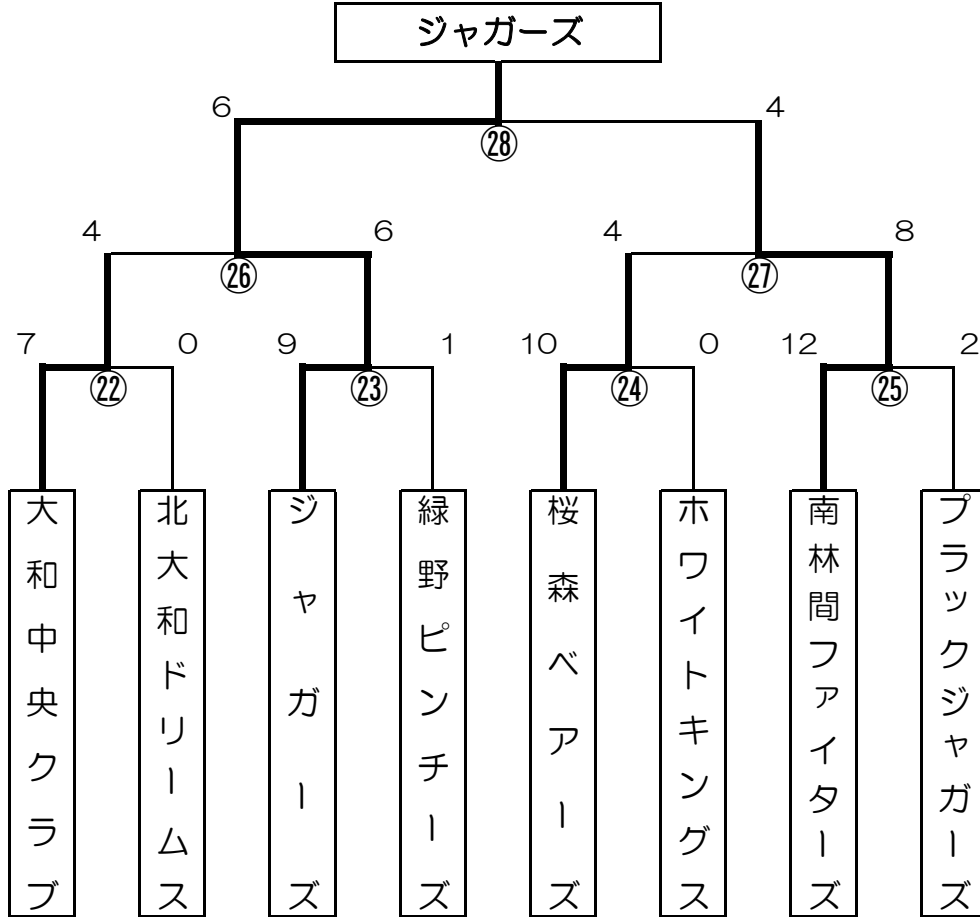 ジャガーズ
6 4
㉘
4 6 4 8
㉖ ㉗
7 0 9 1 10 0 12 2
㉒ ㉓ ㉔ ㉕
大和中央クラブ
北大和ドリームス
ジャガーズ
緑野ピンチーズ
桜森ベアーズ
ホワイトキングス
南林間ファイターズ
ブラックジャガーズ